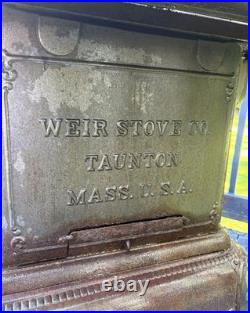 WEIR STOVE CO.
TAUNTON
MASS. U. S. A.